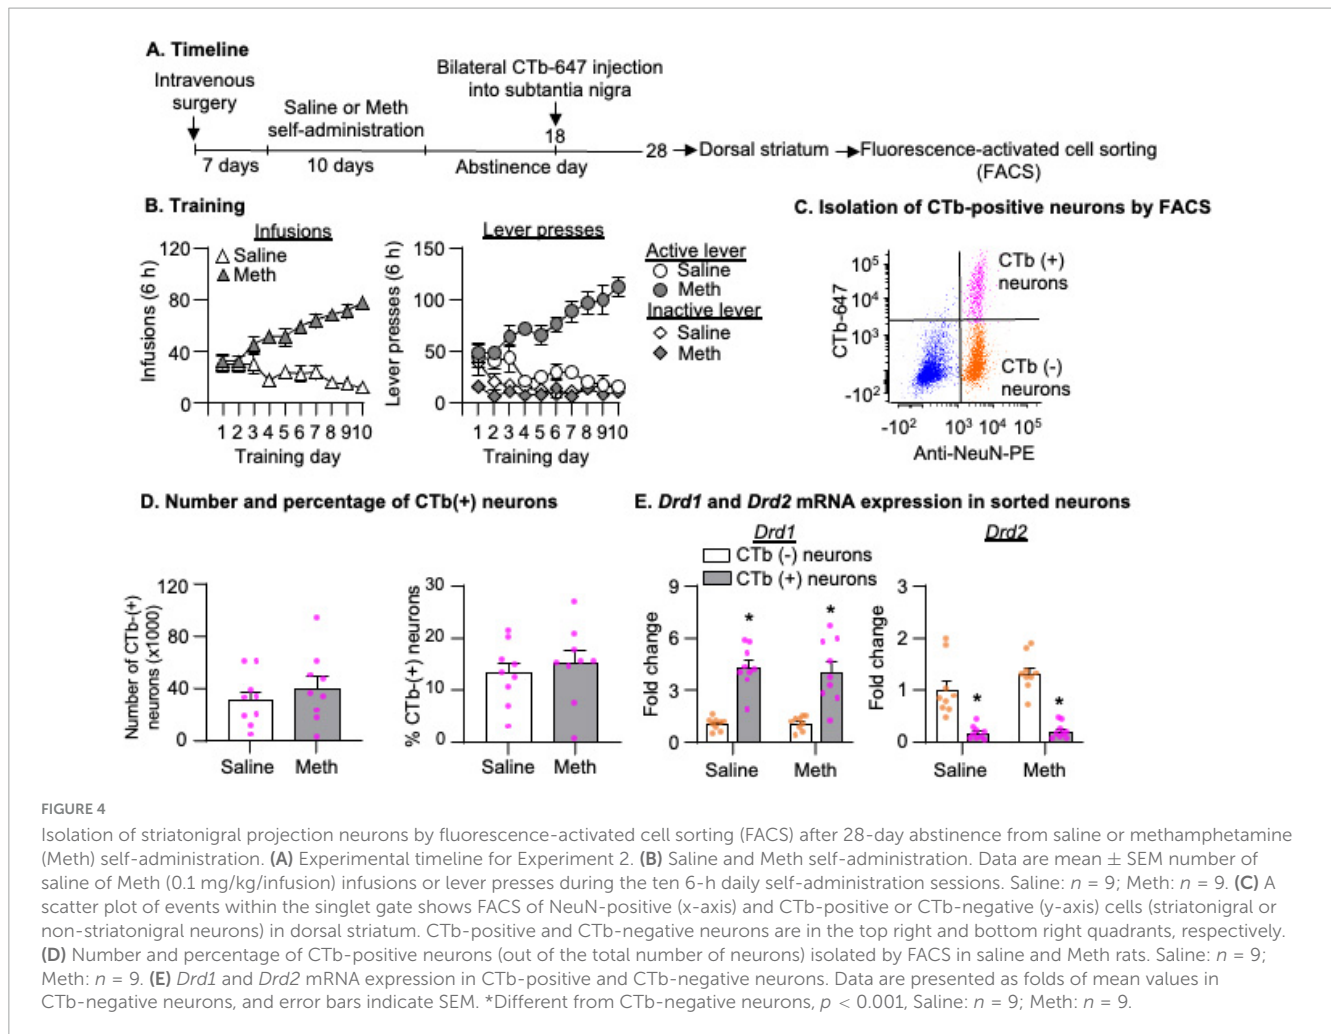 A. Timeline
Intravenous
surgery
Saline or Meth
self-administration
Bilateral CTb-647 injection
into subtantia nigra
18
28
Dorsal striatum
Fluorescence-activated cell sorting
(FACS)
7 days
10 days
Abstinence day
B. Training
Infusions
Saline
Meth
Infusions (6 h)
120
80
40
0
1 2 3 4 5 6 7 8 9 10
Training day
Lever presses
Lever presses (6 h)
150
100
50
0
1 2 3 4 5 6 7 8 9 10
Training day
Active lever
Saline
Meth
Inactive lever
Saline
Meth
C. Isolation of CTb-positive neurons by FACS
CTb-647
10⁵
10⁴
10³
-10²
CTb (+)
neurons
CTb (-)
neurons
-10² 10³ 10⁴ 10⁵
Anti-NeuN-PE
D. Number and percentage of CTb(+) neurons
Number of CTb-(+)
neurons (x1000)
120
80
40
0
Saline Meth
% CTb-(+) neurons
30
20
10
0
Saline Meth
E. Drd1 and Drd2 mRNA expression in sorted neurons
Drd1
CTb (-) neurons
CTb (+) neurons
Fold change
9
6
3
0
* *
Saline Meth
Drd2
Fold change
3
2
1
0
* *
Saline Meth
FIGURE 4
Isolation of striatonigral projection neurons by fluorescence-activated cell sorting (FACS) after 28-day abstinence from saline or methamphetamine
(Meth) self-administration. (A) Experimental timeline for Experiment 2. (B) Saline and Meth self-administration. Data are mean ± SEM number of
saline of Meth (0.1 mg/kg/infusion) infusions or lever presses during the ten 6-h daily self-administration sessions. Saline: n = 9; Meth: n = 9. (C) A
scatter plot of events within the singlet gate shows FACS of NeuN-positive (x-axis) and CTb-positive or CTb-negative (y-axis) cells (striatonigral or
non-striatonigral neurons) in dorsal striatum. CTb-positive and CTb-negative neurons are in the top right and bottom right quadrants, respectively.
(D) Number and percentage of CTb-positive neurons (out of the total number of neurons) isolated by FACS in saline and Meth rats. Saline: n = 9;
Meth: n = 9. (E) Drd1 and Drd2 mRNA expression in CTb-positive and CTb-negative neurons. Data are presented as folds of mean values in
CTb-negative neurons, and error bars indicate SEM. *Different from CTb-negative neurons, p < 0.001, Saline: n = 9; Meth: n = 9.